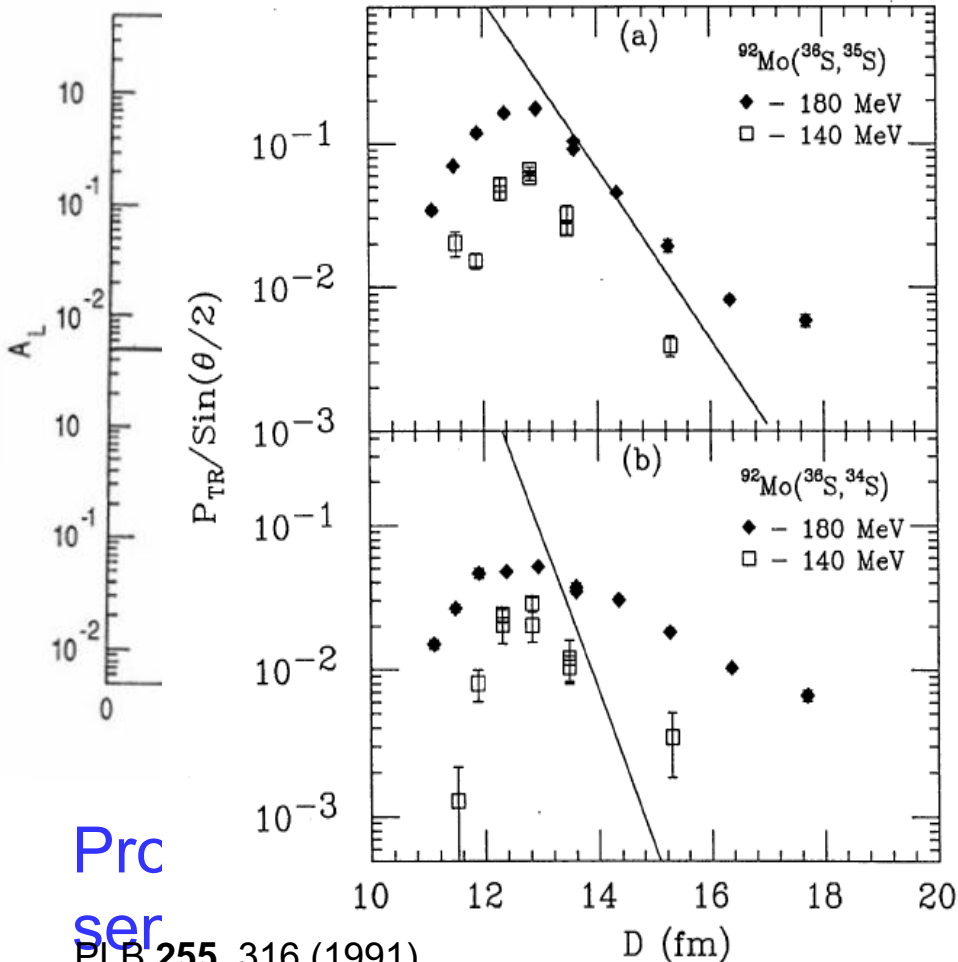 10
10^-1
10^-2
A_L
10
10^-1
10^-2
0
(a)
^92Mo(^36S,^35S)
◆ – 180 MeV
□ – 140 MeV
10^-1
10^-2
10^-3
P_TR/Sin(θ/2)
(b)
^92Mo(^36S,^34S)
◆ – 180 MeV
□ – 140 MeV
10^-1
10^-2
10^-3
10 12 14 16 18 20
D (fm)
Pro
ser
PLB 255, 316 (1991)